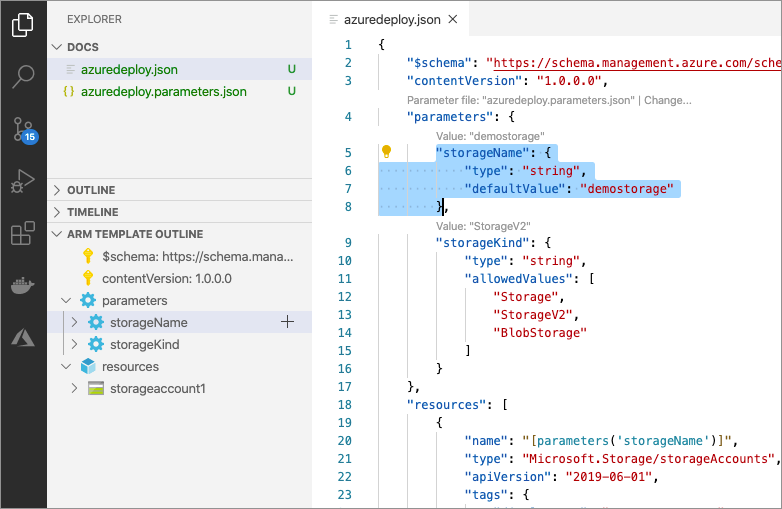 EXPLORER
DOCS
azuredeploy.json U
azuredeploy.parameters.json U
15
OUTLINE
TIMELINE
ARM TEMPLATE OUTLINE
$schema: https://schema.mana...
contentVersion: 1.0.0.0
parameters
storageName
storageKind
resources
storageaccount1
azuredeploy.json
1 {
2 "$schema": "https://schema.management.azure.com/sche
3 "contentVersion": "1.0.0.0",
Parameter file: "azuredeploy.parameters.json" | Change...
4 "parameters": {
Value: "demostorage"
5 "storageName": {
6 "type": "string",
7 "defaultValue": "demostorage"
8 },
Value: "StorageV2"
9 "storageKind": {
10 "type": "string",
11 "allowedValues": [
12 "Storage",
13 "StorageV2",
14 "BlobStorage"
15 ]
16 }
17 },
18 "resources": [
19 {
20 "name": "[parameters('storageName')]",
21 "type": "Microsoft.Storage/storageAccounts",
22 "apiVersion": "2019-06-01",
23 "tags": {